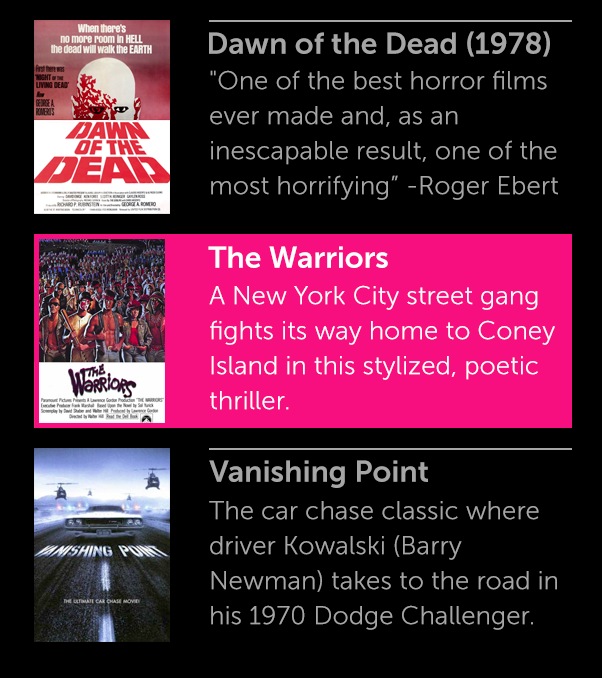 When there's
no more room in HELL
the dead will walk the EARTH
First there was
'NIGHT OF THE
LIVING DEAD'
Now
GEORGE A.
ROMERO'S
DAWN
OF THE
DEAD
Dawn of the Dead (1978)
"One of the best horror films
ever made and, as an
inescapable result, one of the
most horrifying” -Roger Ebert
THE
WARRIORS
Paramount Pictures Presents A Lawrence Gordon Production "THE WARRIORS"
Executive Producer Frank Marshall Based Upon the Novel by Sol Yurick
Screenplay by David Shaber and Walter Hill Produced by Lawrence Gordon
Directed by Walter Hill Read the Dell Book
The Warriors
A New York City street gang
fights its way home to Coney
Island in this stylized, poetic
thriller.
VANISHING POINT
THE ULTIMATE CAR CHASE MOVIE!
Vanishing Point
The car chase classic where
driver Kowalski (Barry
Newman) takes to the road in
his 1970 Dodge Challenger.